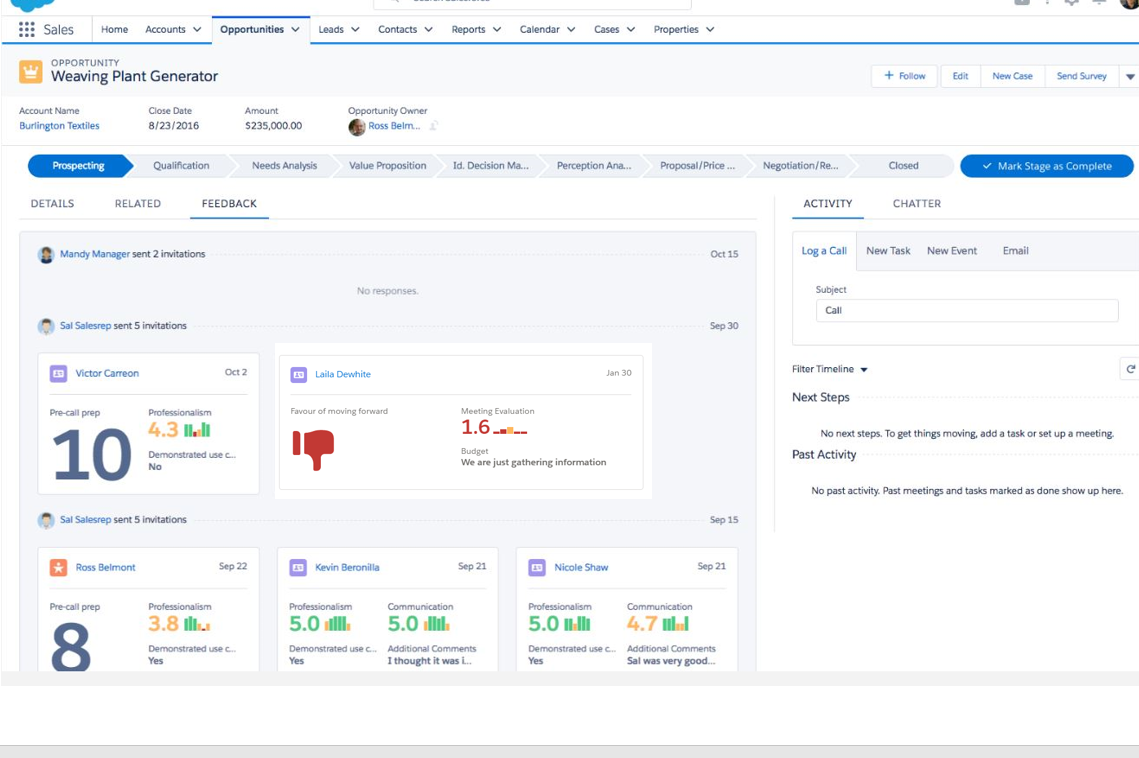 Sales Home Accounts Opportunities Leads Contacts Reports Calendar Cases Properties
OPPORTUNITY
Weaving Plant Generator
+ Follow Edit New Case Send Survey
Account Name Close Date Amount Opportunity Owner
Burlington Textiles 8/23/2016 $235,000.00 Ross Belm...
Prospecting Qualification Needs Analysis Value Proposition Id. Decision Ma... Perception Ana... Proposal/Price ... Negotiation/Re... Closed Mark Stage as Complete
DETAILS RELATED FEEDBACK ACTIVITY CHATTER
Mandy Manager sent 2 invitations Oct 15
Log a Call New Task New Event Email
No responses.
Subject
Call
Sal Salesrep sent 5 invitations Sep 30
Victor Carreon Oct 2
Pre-call prep Professionalism
10 4.3
Demonstrated use c...
No
Laila Dewhite Jan 30
Favour of moving forward Meeting Evaluation
1.6
Budget
We are just gathering information
Filter Timeline
Next Steps
No next steps. To get things moving, add a task or set up a meeting.
Past Activity
No past activity. Past meetings and tasks marked as done show up here.
Sal Salesrep sent 5 invitations Sep 15
Ross Belmont Sep 22
Pre-call prep Professionalism
8 3.8
Demonstrated use c...
Yes
Kevin Beronilla Sep 21
Professionalism Communication
5.0 5.0
Demonstrated use c... Additional Comments
Yes I thought it was i...
Nicole Shaw Sep 21
Professionalism Communication
5.0 4.7
Demonstrated use c... Additional Comments
Yes Sal was very good...